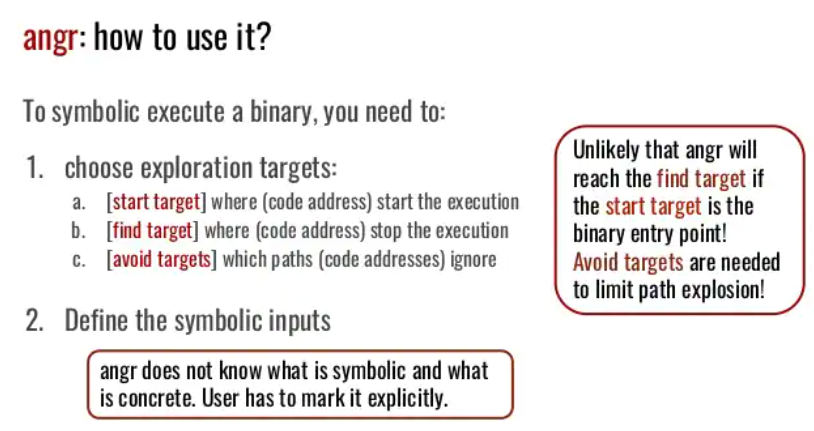 angr: how to use it?
To symbolic execute a binary, you need to:
1. choose exploration targets:
a. [start target] where (code address) start the execution
b. [find target] where (code address) stop the execution
c. [avoid targets] which paths (code addresses) ignore
2. Define the symbolic inputs
angr does not know what is symbolic and what
is concrete. User has to mark it explicitly.
Unlikely that angr will
reach the find target if
the start target is the
binary entry point!
Avoid targets are needed
to limit path explosion!